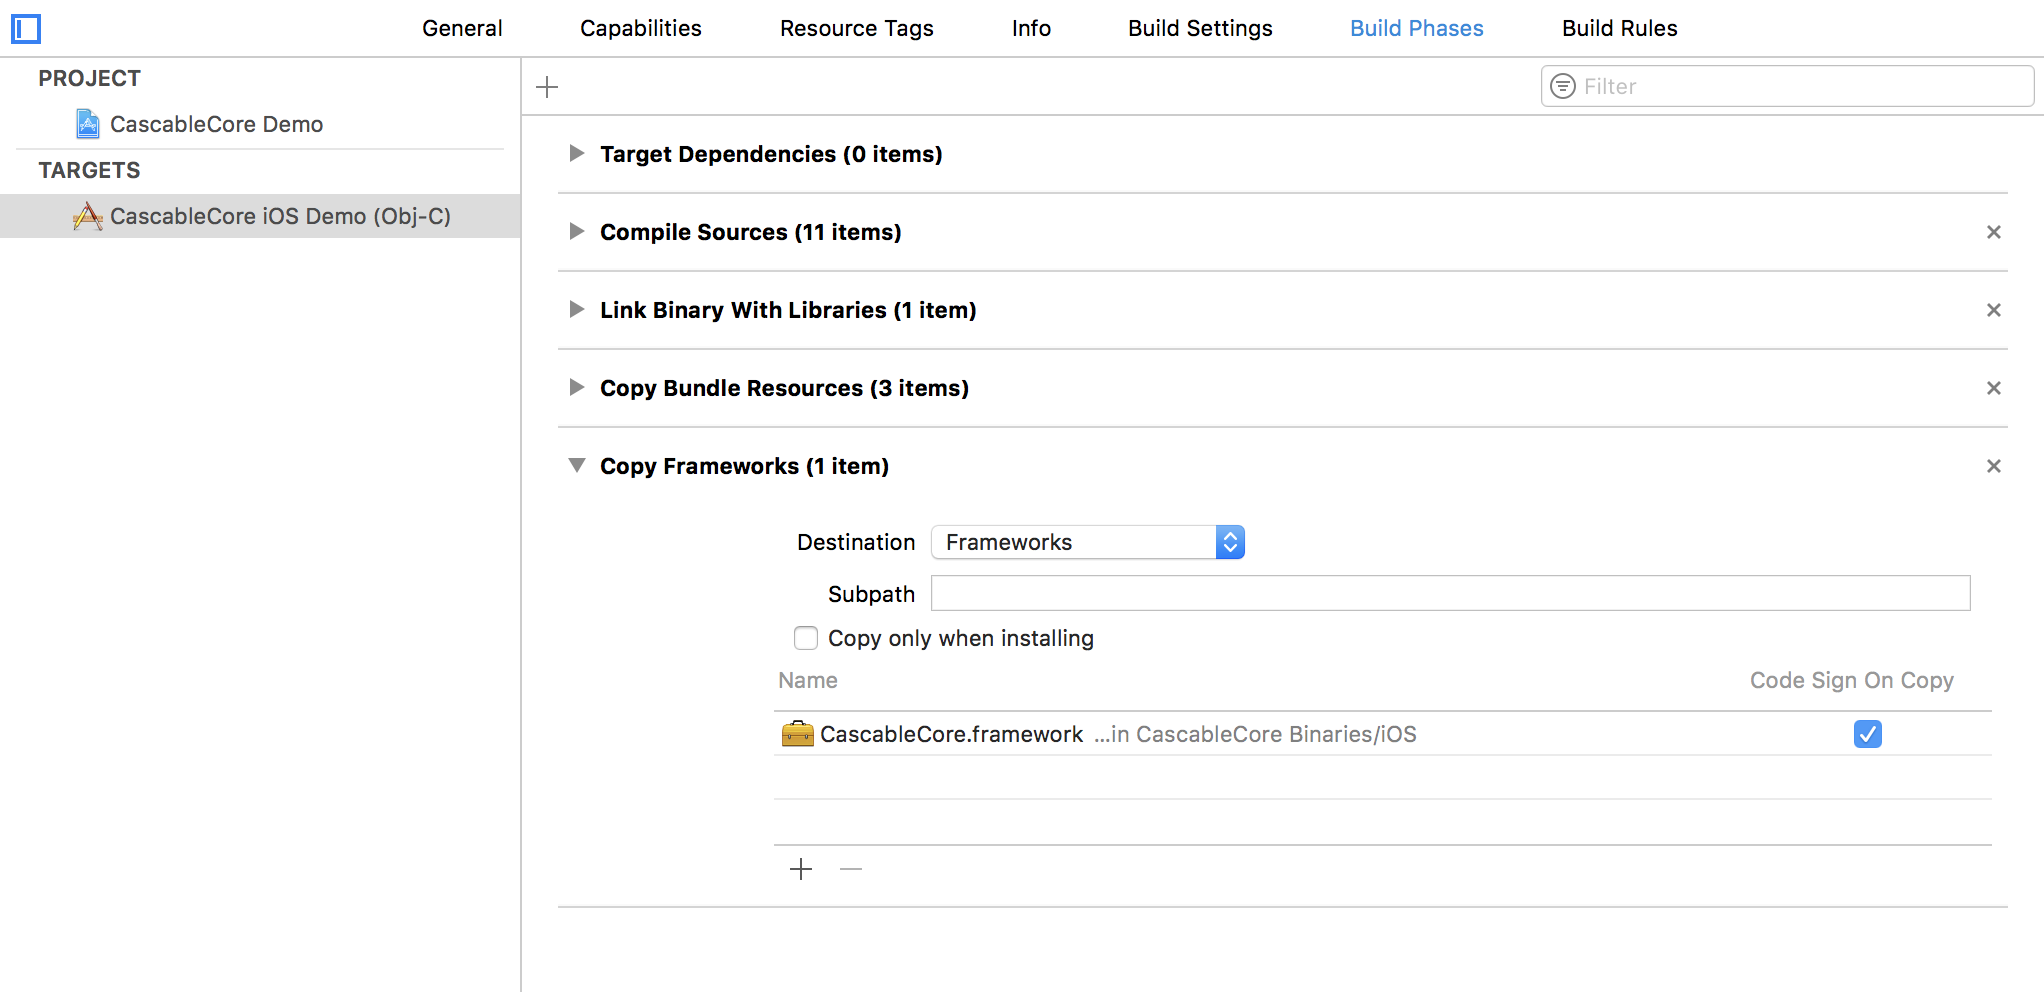 General Capabilities Resource Tags Info Build Settings Build Phases Build Rules
PROJECT
CascableCore Demo
TARGETS
CascableCore iOS Demo (Obj-C)
Filter
Target Dependencies (0 items)
Compile Sources (11 items)
Link Binary With Libraries (1 item)
Copy Bundle Resources (3 items)
Copy Frameworks (1 item)
Destination Frameworks
Subpath
Copy only when installing
Name Code Sign On Copy
CascableCore.framework ...in CascableCore Binaries/iOS